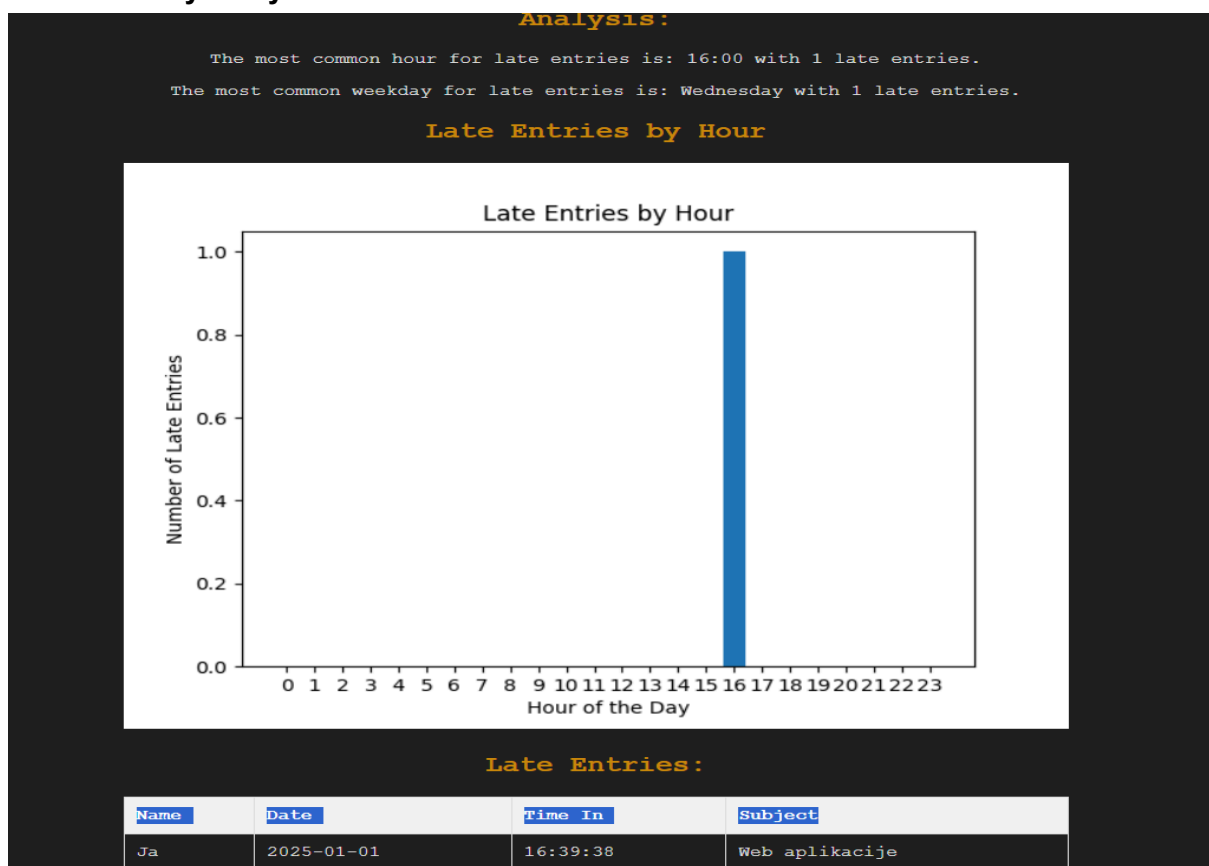 Analysis:
The most common hour for late entries is: 16:00 with 1 late entries.
The most common weekday for late entries is: Wednesday with 1 late entries.
Late Entries by Hour
Late Entries by Hour
1.0
0.8
0.6
0.4
0.2
0.0
Number of Late Entries
0 1 2 3 4 5 6 7 8 9 10 11 12 13 14 15 16 17 18 19 20 21 22 23
Hour of the Day
Late Entries:
Name Date Time In Subject
Ja 2025-01-01 16:39:38 Web aplikacije